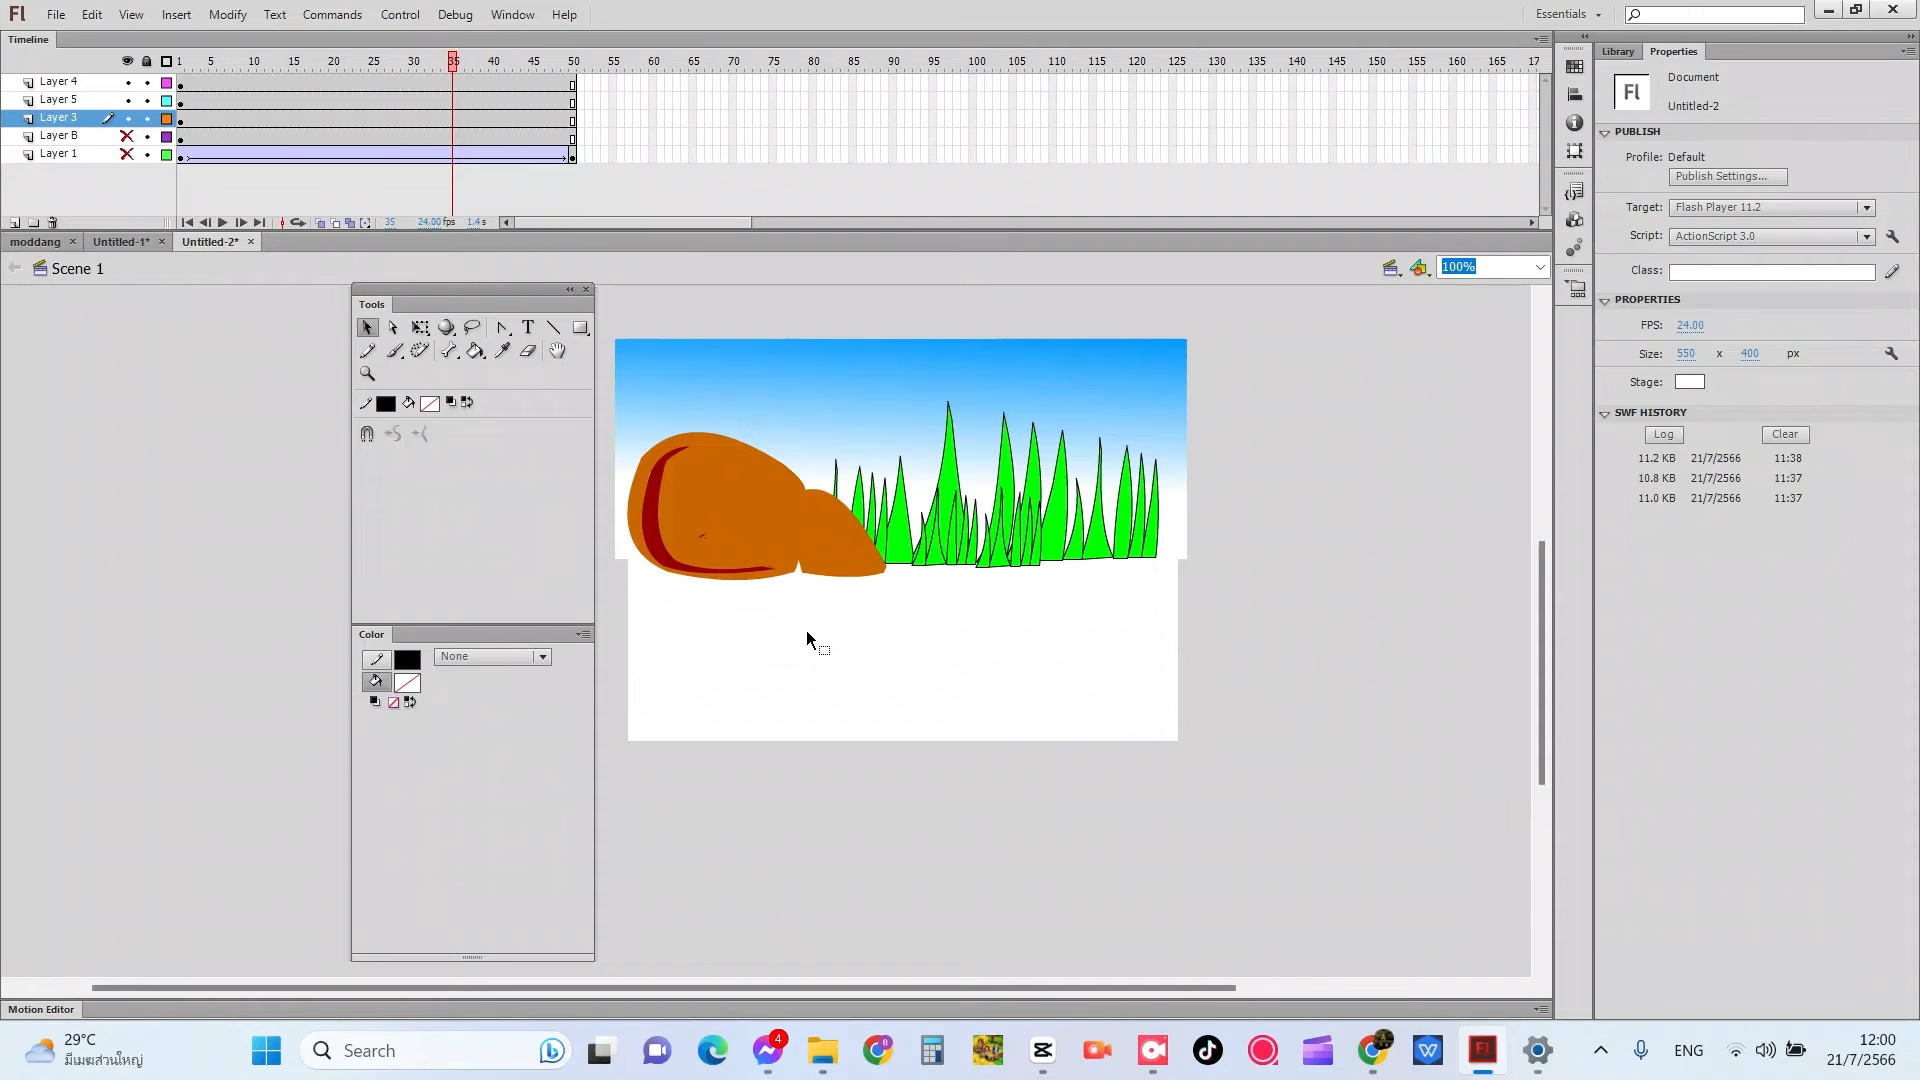 Fl File Edit View Insert Modify Text Commands Control Debug Window Help Essentials
Timeline
1 5 10 15 20 25 30 35 40 45 50 55 60 65 70 75 80 85 90 95 100 105 110 115 120 125 130 135 140 145 150 155 160 165 17
Layer 4
Layer 5
Layer 3
Layer B
Layer 1
35 24.00 fps 1.4 s
moddang Untitled-1* Untitled-2*
Scene 1
100%
Tools
T
Color
None
Motion Editor
Library Properties
Fl
Document
Untitled-2
PUBLISH
Profile: Default
Publish Settings...
Target: Flash Player 11.2
Script: ActionScript 3.0
Class:
PROPERTIES
FPS: 24.00
Size: 550 x 400 px
Stage:
SWF HISTORY
Log Clear
11.2 KB 21/7/2566 11:38
10.8 KB 21/7/2566 11:37
11.0 KB 21/7/2566 11:37
29°C
มีเมฆส่วนใหญ่
Search
4
Fl
ENG
12:00
21/7/2566